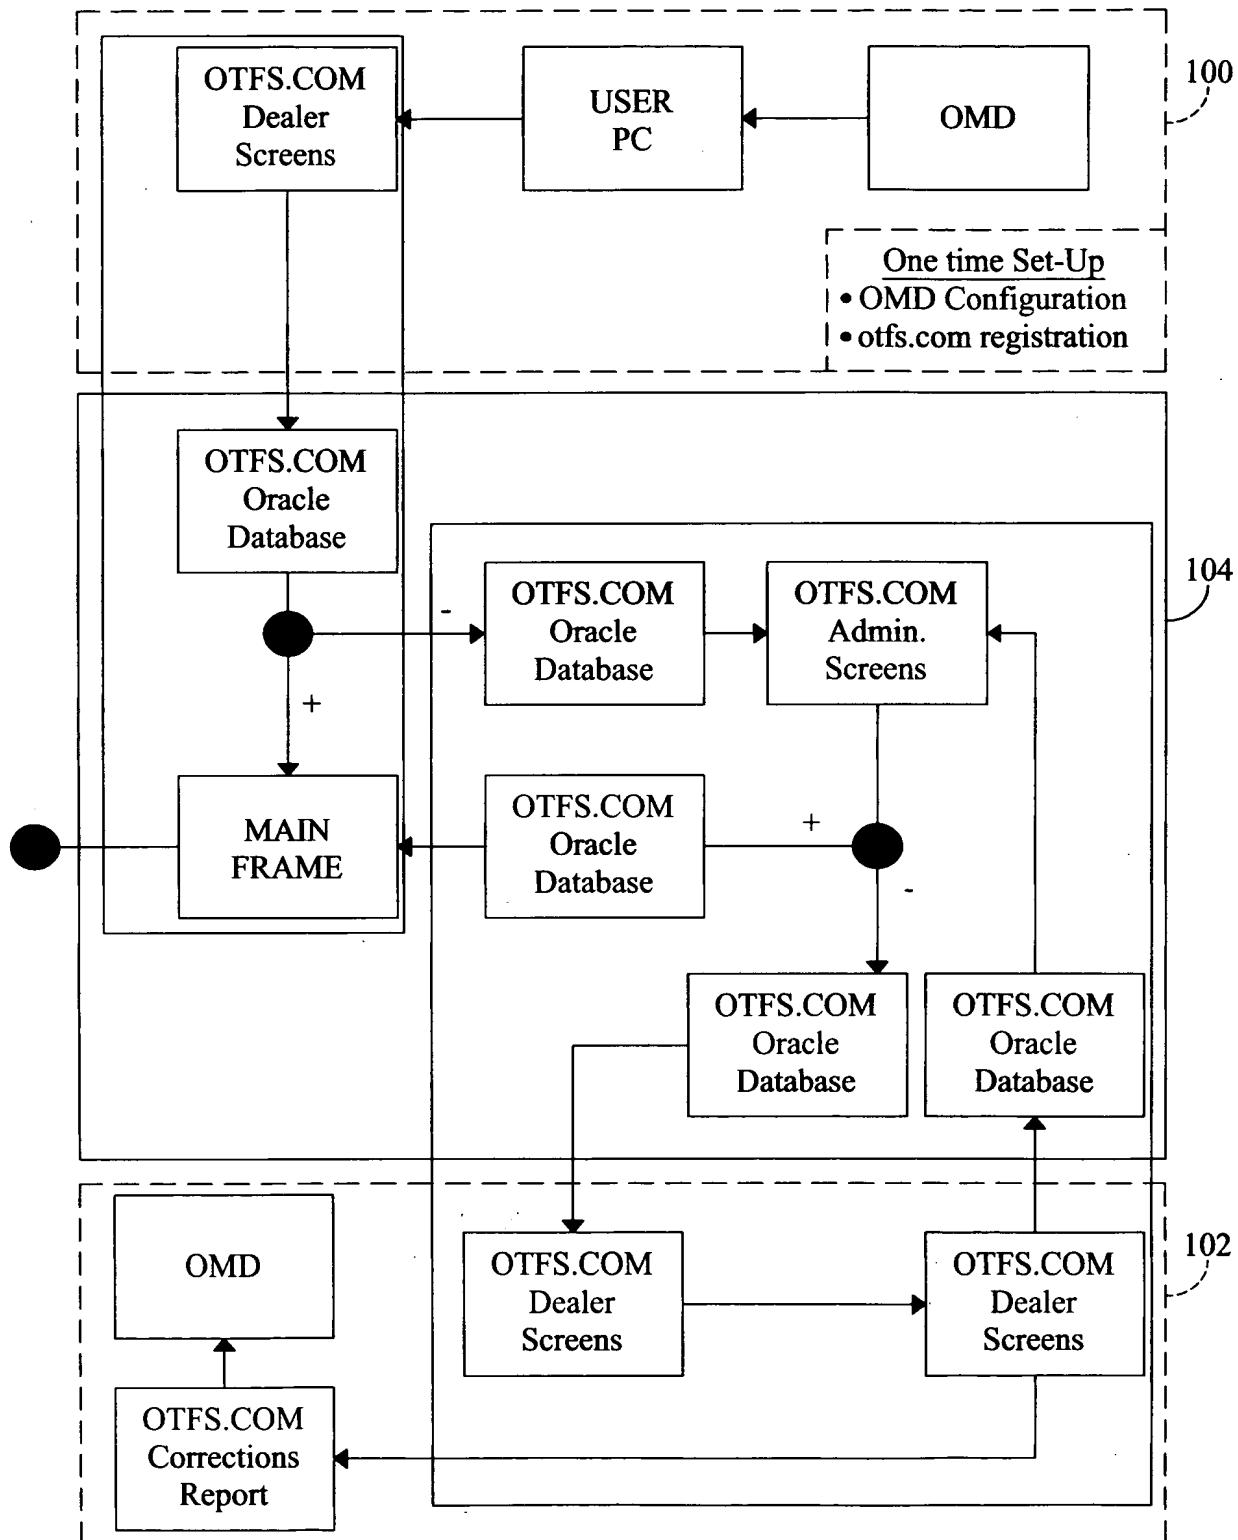 OTFS.COM
Dealer
Screens
USER
PC
OMD
100
One time Set-Up
• OMD Configuration
• otfs.com registration
OTFS.COM
Oracle
Database
104
-
OTFS.COM
Oracle
Database
OTFS.COM
Admin.
Screens
+
MAIN
FRAME
OTFS.COM
Oracle
Database
+
-
OTFS.COM
Oracle
Database
OTFS.COM
Oracle
Database
102
OMD
OTFS.COM
Dealer
Screens
OTFS.COM
Dealer
Screens
OTFS.COM
Corrections
Report